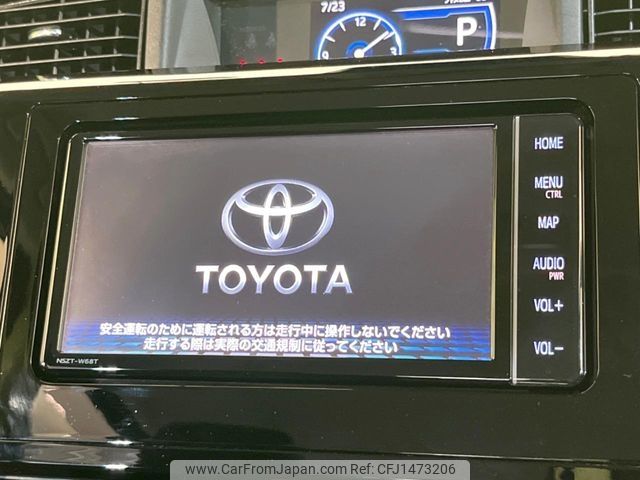 7/23
12
3
9
P
HOME
MENU
CTRL
MAP
AUDIO
PWR
VOL+
VOL-
TOYOTA
安全運転のために運転される方は走行中に操作しないでください
走行する際は実際の交通規制に従ってください
NSZT-W68T
www.CarFromJapan.com - CFJ1473206